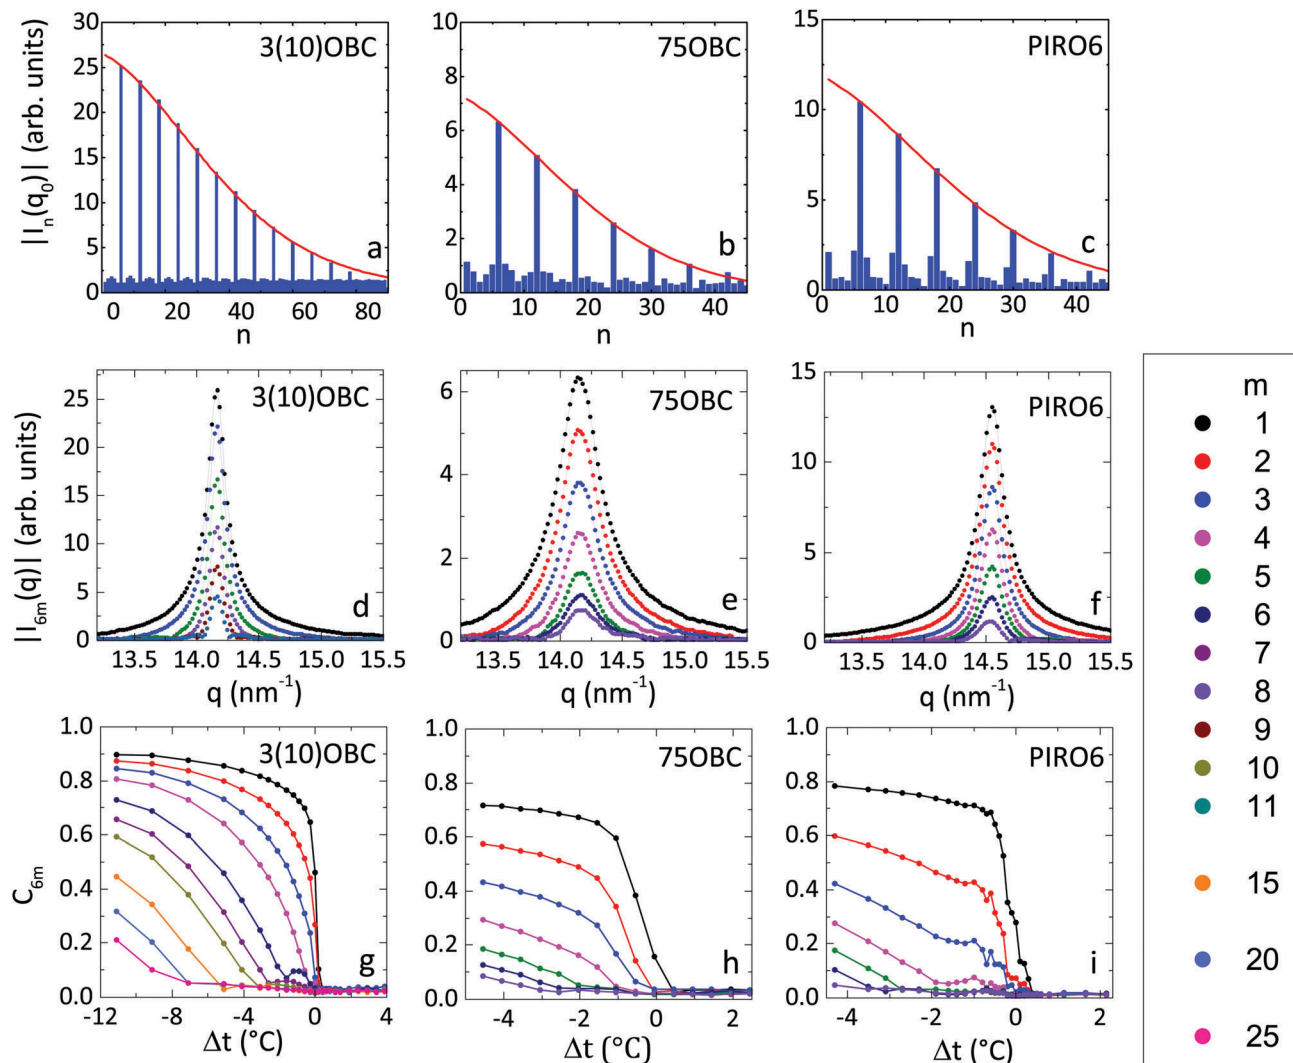 3(10)OBC
75OBC
PIRO6
|I_n(q_0)| (arb. units)
30
25
20
15
10
5
0
10
8
6
4
2
0
15
10
5
0
a
b
c
0 20 40 60 80
0 10 20 30 40
0 10 20 30 40
n
n
n
3(10)OBC
75OBC
PIRO6
|I_6m(q)| (arb. units)
25
20
15
10
5
0
6
4
2
0
15
10
5
0
d
e
f
13.5 14.0 14.5 15.0 15.5
13.5 14.0 14.5 15.0 15.5
13.5 14.0 14.5 15.0 15.5
q (nm⁻¹)
q (nm⁻¹)
q (nm⁻¹)
3(10)OBC
75OBC
PIRO6
C_6m
1.0
0.8
0.6
0.4
0.2
0.0
1.0
0.8
0.6
0.4
0.2
0.0
1.0
0.8
0.6
0.4
0.2
0.0
g
h
i
-12 -8 -4 0 4
-4 -2 0 2
-4 -2 0 2
Δt (°C)
Δt (°C)
Δt (°C)
m
1
2
3
4
5
6
7
8
9
10
11
15
20
25